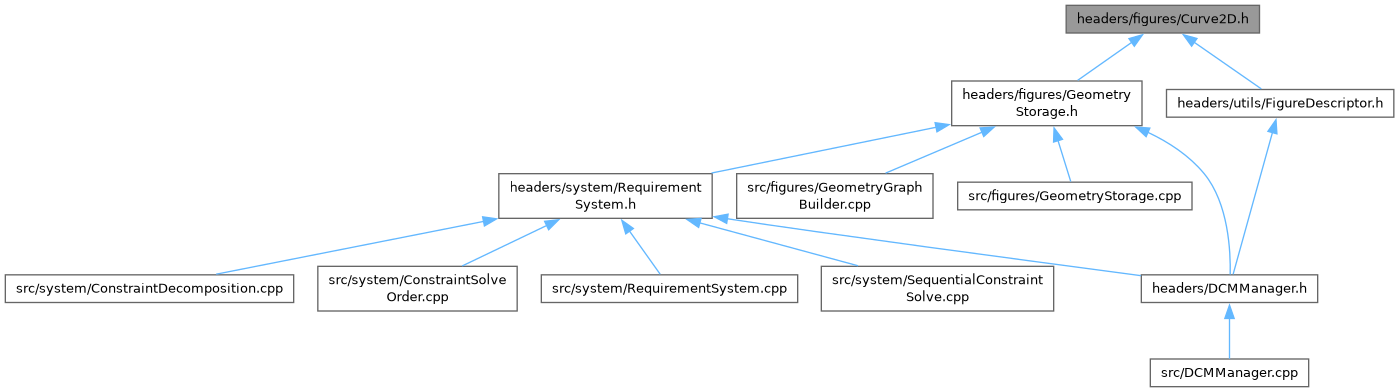 headers/figures/Curve2D.h
headers/figures/Geometry
Storage.h
headers/utils/FigureDescriptor.h
headers/system/Requirement
System.h
src/figures/GeometryGraph
Builder.cpp
src/figures/GeometryStorage.cpp
src/system/ConstraintDecomposition.cpp
src/system/ConstraintSolve
Order.cpp
src/system/RequirementSystem.cpp
src/system/SequentialConstraint
Solve.cpp
headers/DCMManager.h
src/DCMManager.cpp